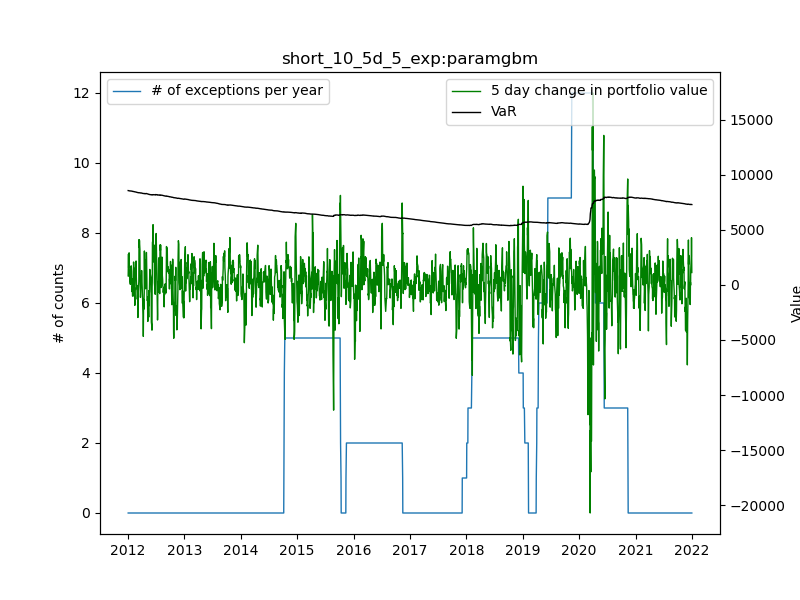 short_10_5d_5_exp:paramgbm
# of exceptions per year
5 day change in portfolio value
VaR
# of counts
12
10
8
6
4
2
0
15000
10000
5000
0
−5000
−10000
−15000
−20000
Value
2012 2013 2014 2015 2016 2017 2018 2019 2020 2021 2022